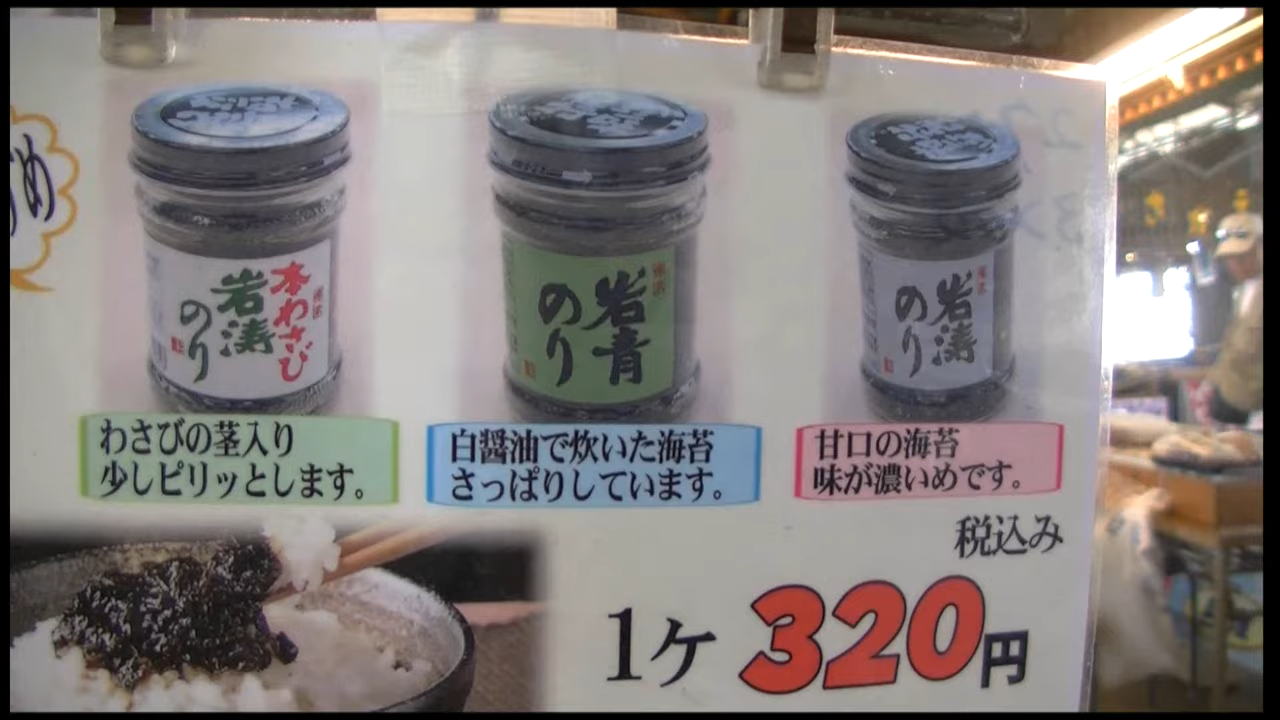 本わさび
岩涛
のり
岩青
のり
岩涛
のり
わさびの茎入り
少しピリッとします。
白醤油で炊いた海苔
さっぱりしています。
甘口の海苔
味が濃いめです。
税込み
1ヶ 320円